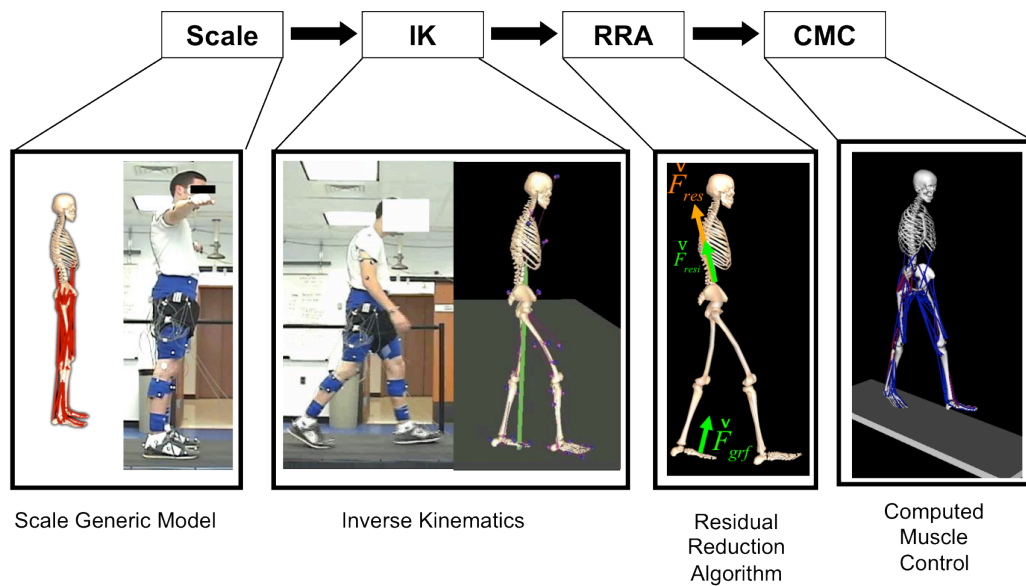 Scale
IK
RRA
CMC
F res
F resi
F grf
Scale Generic Model
Inverse Kinematics
Residual
Reduction
Algorithm
Computed
Muscle
Control